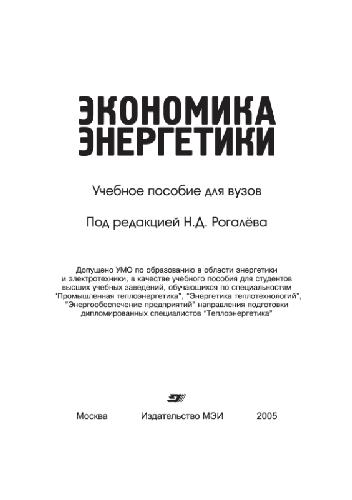 ЭКОНОМИКА
ЭНЕРГЕТИКИ
Учебное пособие для вузов
Под редакцией Н.Д. Рогалёва
Допущено УМО по образованию в области энергетики
и электротехники, в качестве учебного пособия для студентов
высших учебных заведений, обучающихся по специальностям
"Промышленная теплоэнергетика", "Энергетика теплотехнологий",
"Энергообеспечение предприятий" направления подготовки
дипломированных специалистов "Теплоэнергетика"
Москва Издательство МЭИ 2005